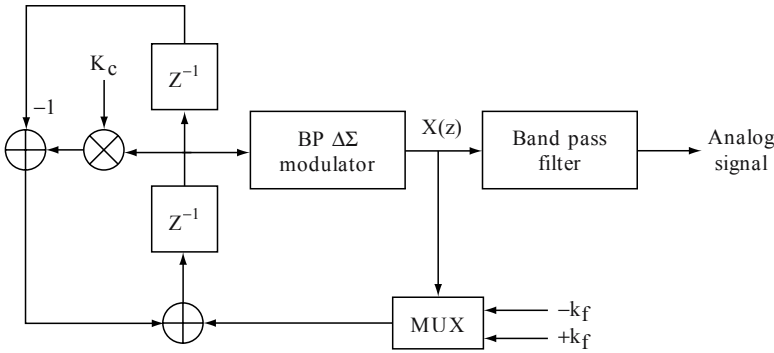 K_c
Z^{-1}
−1
BP ΔΣ
modulator
X(z)
Band pass
filter
Analog
signal
Z^{-1}
MUX
−k_f
+k_f